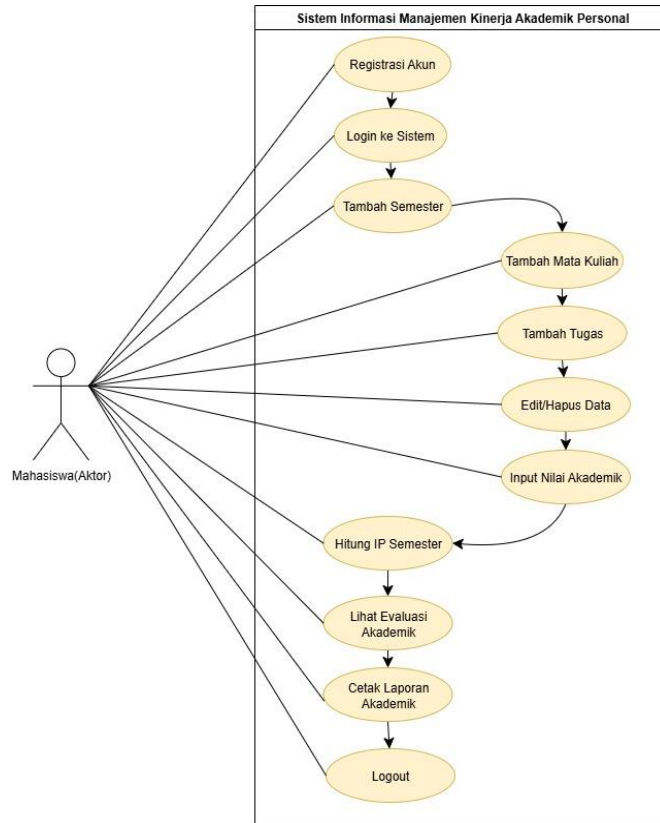 Sistem Informasi Manajemen Kinerja Akademik Personal
Registrasi Akun
Login ke Sistem
Tambah Semester
Tambah Mata Kuliah
Tambah Tugas
Edit/Hapus Data
Mahasiswa(Aktor)
Input Nilai Akademik
Hitung IP Semester
Lihat Evaluasi
Akademik
Cetak Laporan
Akademik
Logout